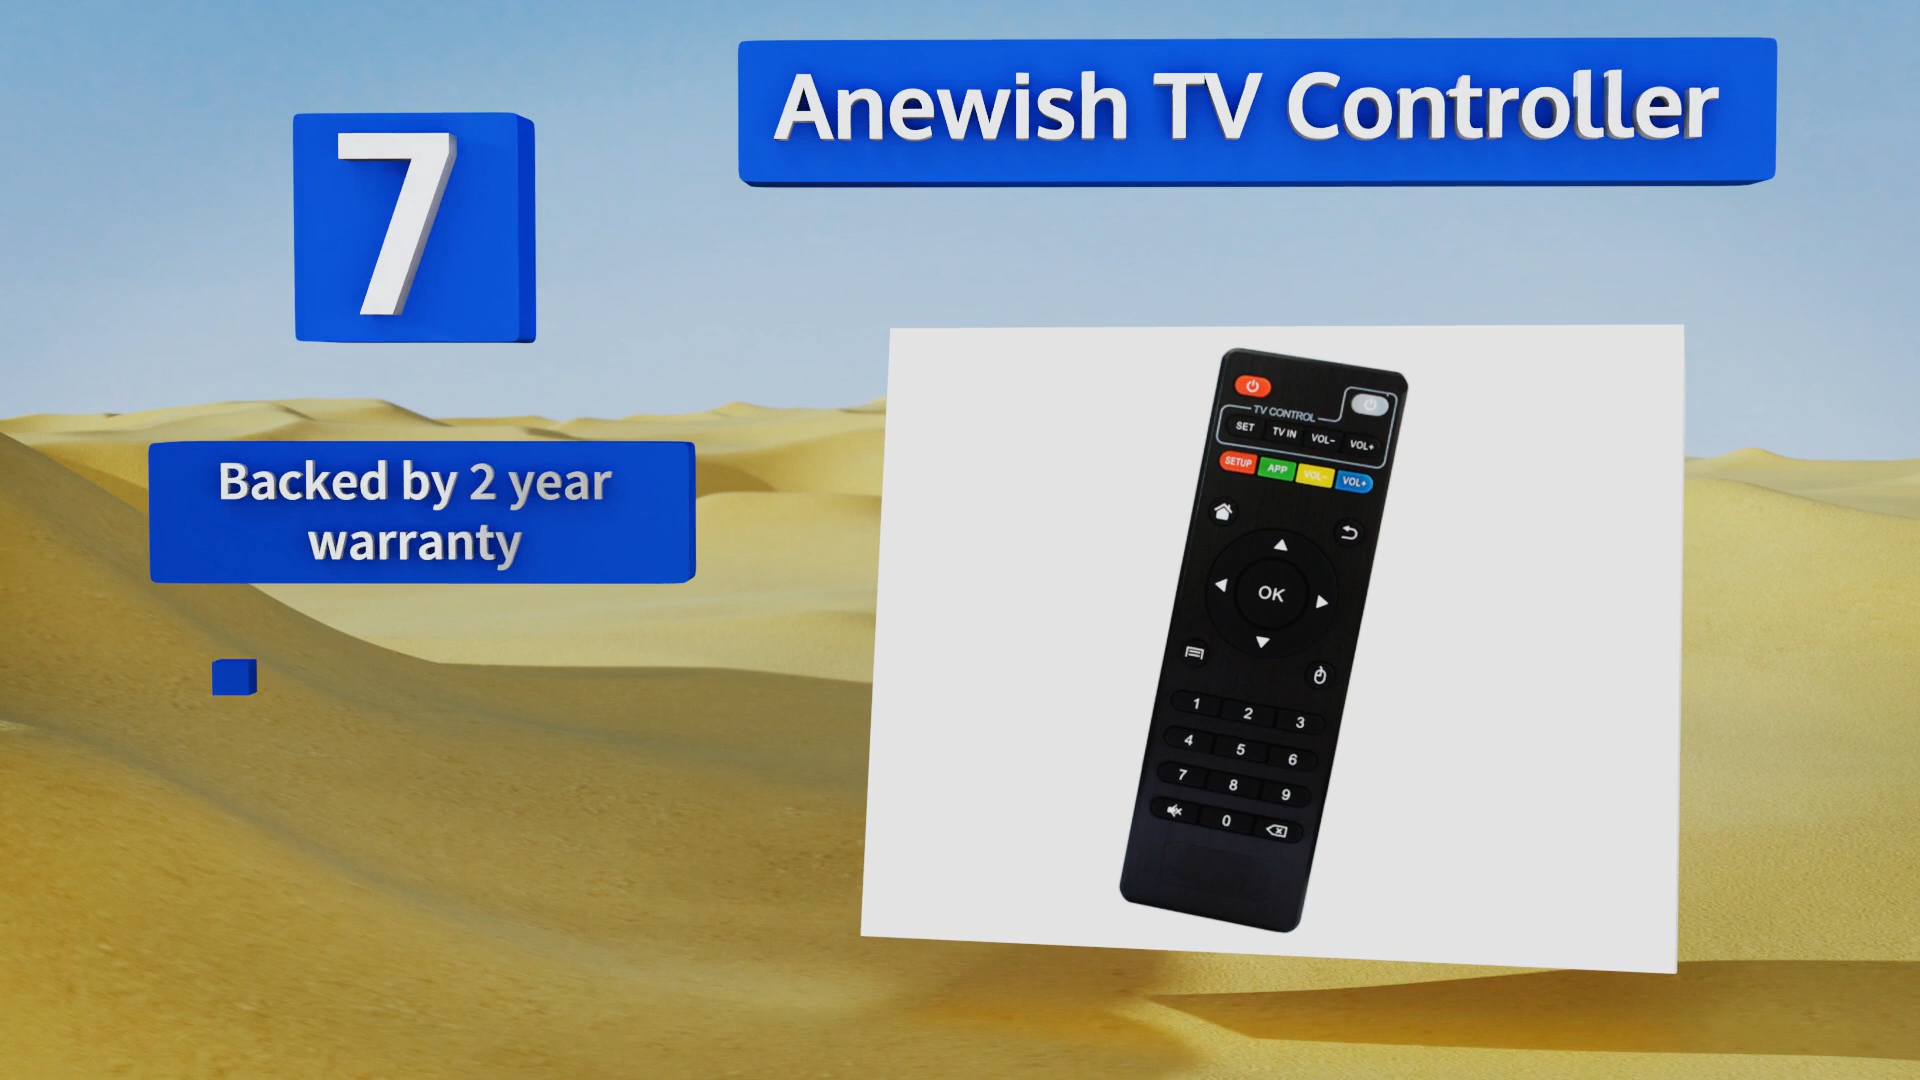 7
Anewish TV Controller
Backed by 2 year
warranty
TV CONTROL
SET TV IN VOL- VOL+
SETUP APP VOL- VOL+
OK
1 2 3
4 5 6
7 8 9
0